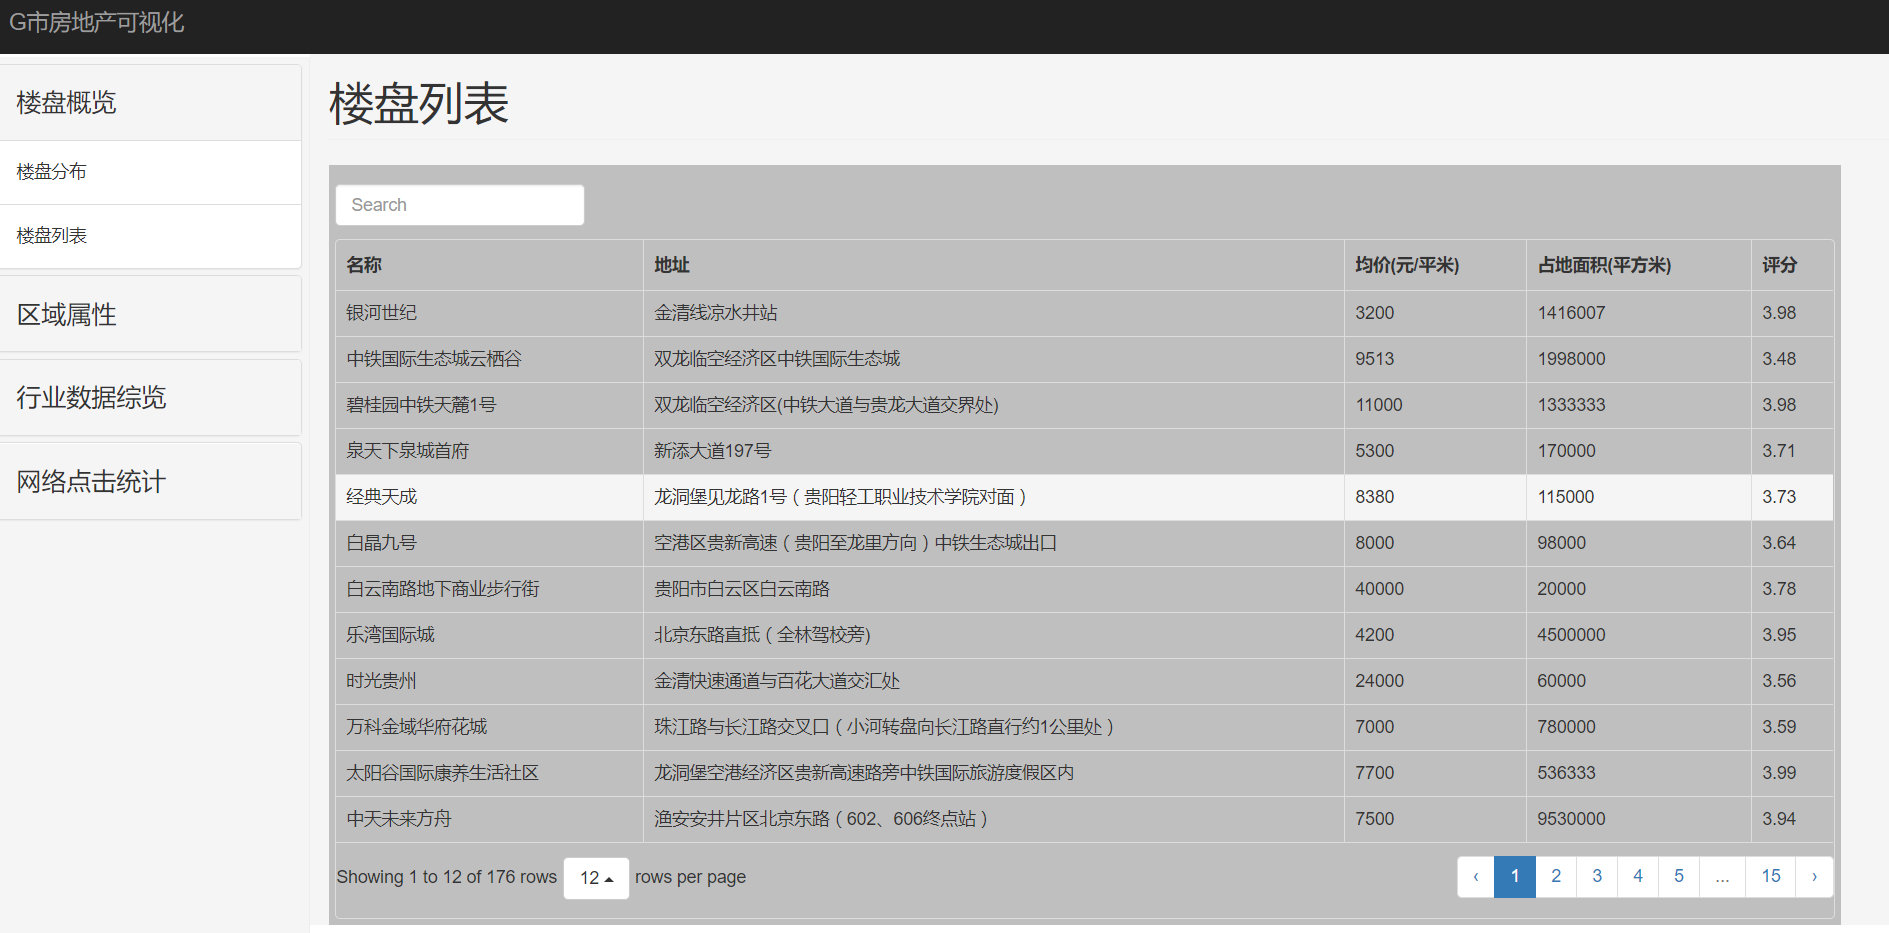 G市房地产可视化
楼盘概览
楼盘分布
楼盘列表
区域属性
行业数据综览
网络点击统计
楼盘列表
Search
名称 地址 均价(元/平米) 占地面积(平方米) 评分
银河世纪 金清线凉水井站 3200 1416007 3.98
中铁国际生态城云栖谷 双龙临空经济区中铁国际生态城 9513 1998000 3.48
碧桂园中铁天麓1号 双龙临空经济区(中铁大道与贵龙大道交界处) 11000 1333333 3.98
泉天下泉城首府 新添大道197号 5300 170000 3.71
经典天成 龙洞堡见龙路1号（贵阳轻工职业技术学院对面） 8380 115000 3.73
白晶九号 空港区贵新高速（贵阳至龙里方向）中铁生态城出口 8000 98000 3.64
白云南路地下商业步行街 贵阳市白云区白云南路 40000 20000 3.78
乐湾国际城 北京东路直抵（全林驾校旁) 4200 4500000 3.95
时光贵州 金清快速通道与百花大道交汇处 24000 60000 3.56
万科金域华府花城 珠江路与长江路交叉口（小河转盘向长江路直行约1公里处） 7000 780000 3.59
太阳谷国际康养生活社区 龙洞堡空港经济区贵新高速路旁中铁国际旅游度假区内 7700 536333 3.99
中天未来方舟 渔安安井片区北京东路（602、606终点站） 7500 9530000 3.94
Showing 1 to 12 of 176 rows 12 rows per page ‹ 1 2 3 4 5 ... 15 ›